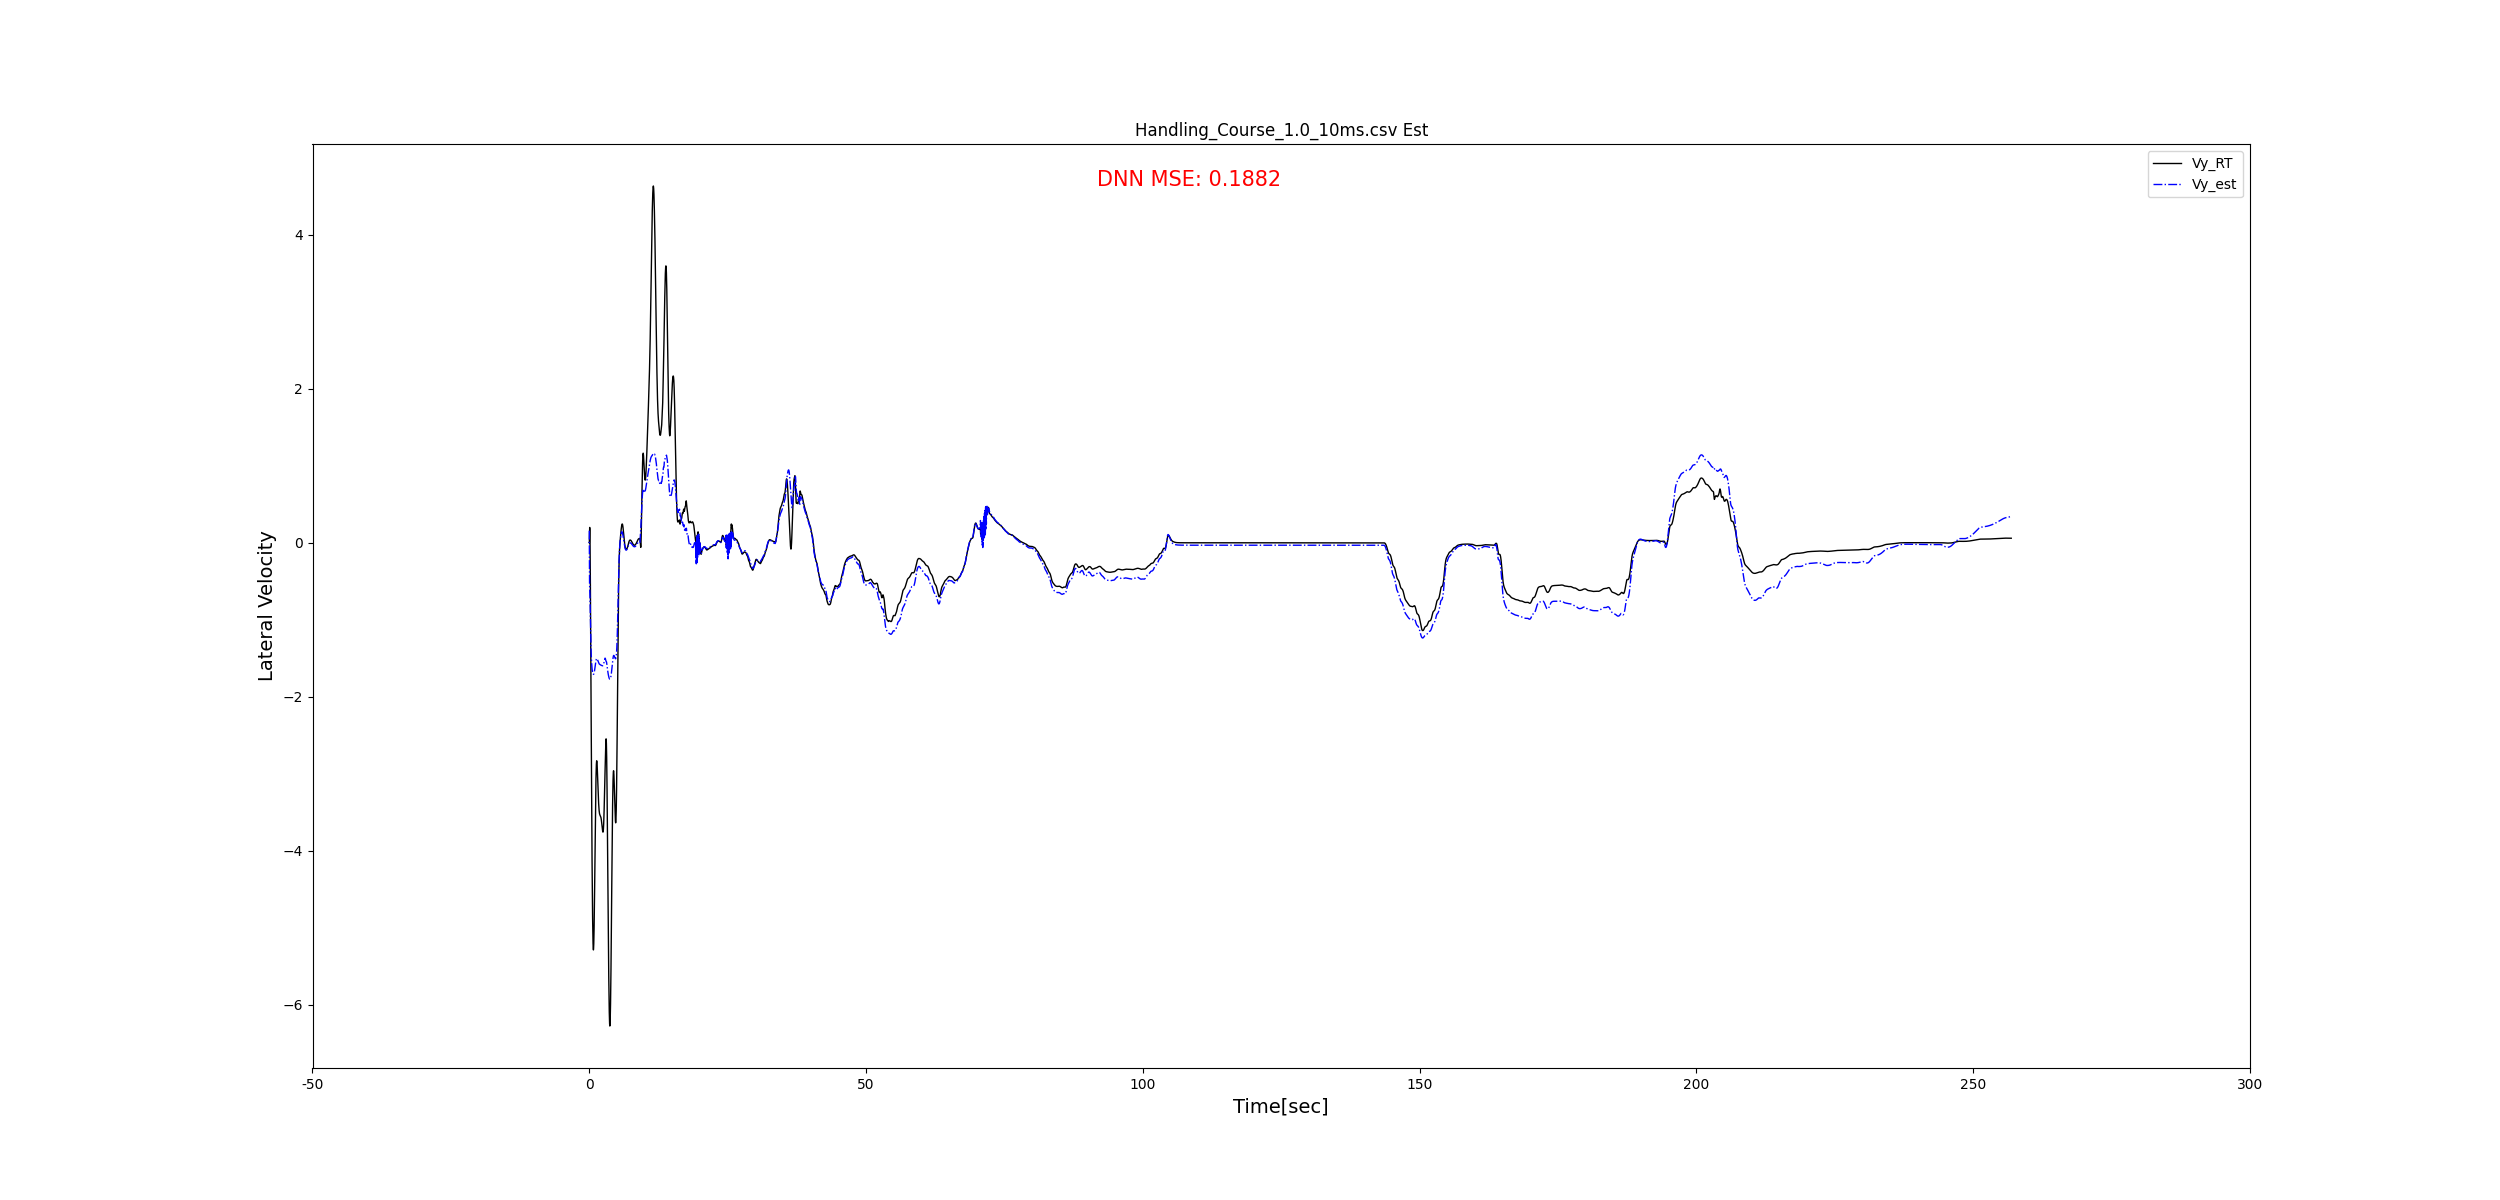 Handling_Course_1.0_10ms.csv Est
DNN MSE: 0.1882
Vy_RT
Vy_est
Lateral Velocity
4
2
0
−2
−4
−6
-50 0 50 100 150 200 250 300
Time[sec]